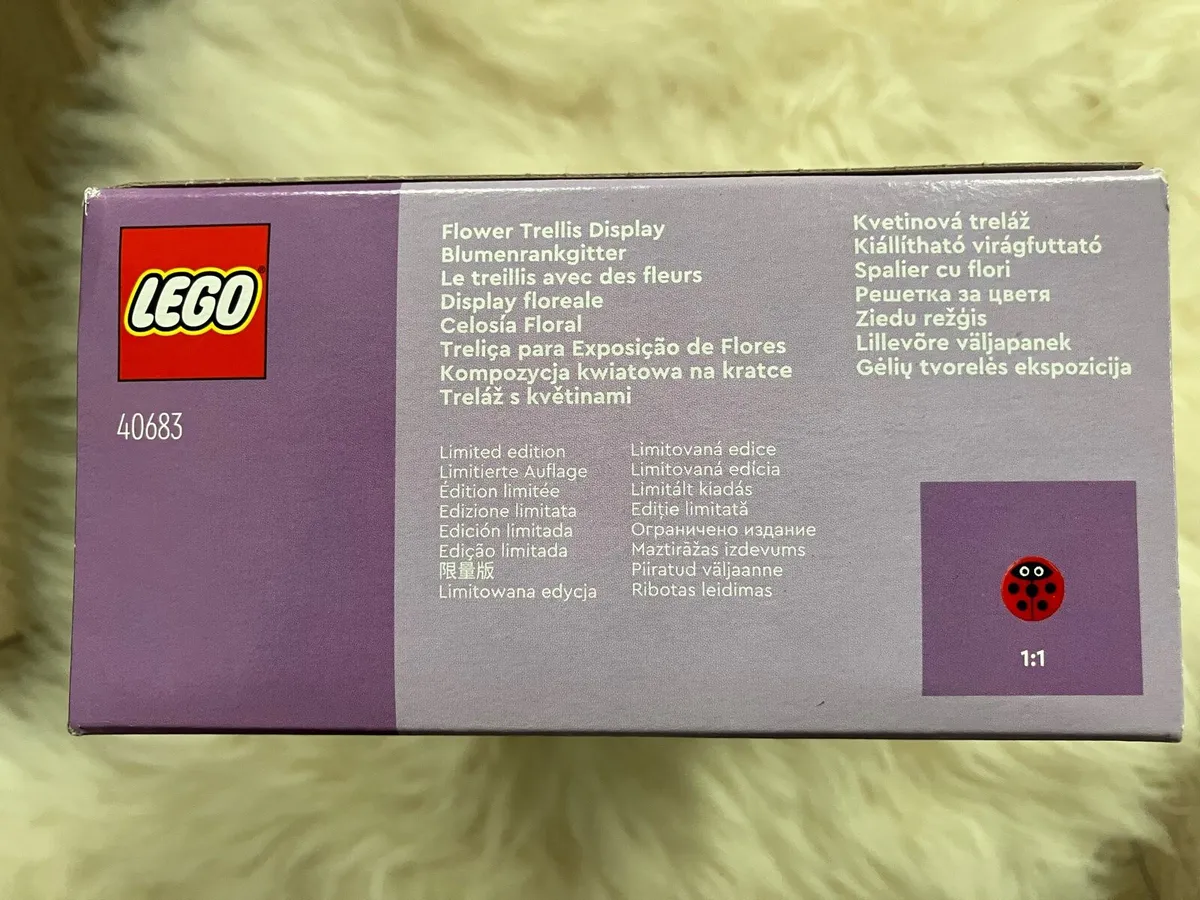 LEGO
40683
Flower Trellis Display
Blumenrankgitter
Le treillis avec des fleurs
Display floreale
Celosía Floral
Treliça para Exposição de Flores
Kompozycja kwiatowa na kratce
Treláž s květinami
Kvetinová treláž
Kiállítható virágfuttató
Spalier cu flori
Решетка за цветя
Ziedu režģis
Lillevõre väljapanek
Gėlių tvorelės ekspozicija
Limited edition
Limitierte Auflage
Édition limitée
Edizione limitata
Edición limitada
Edição limitada
限量版
Limitowana edycja
Limitovaná edice
Limitovaná edícia
Limitált kiadás
Ediție limitată
Ограничено издание
Maztirāžas izdevums
Piiratud väljaanne
Ribotas leidimas
1:1